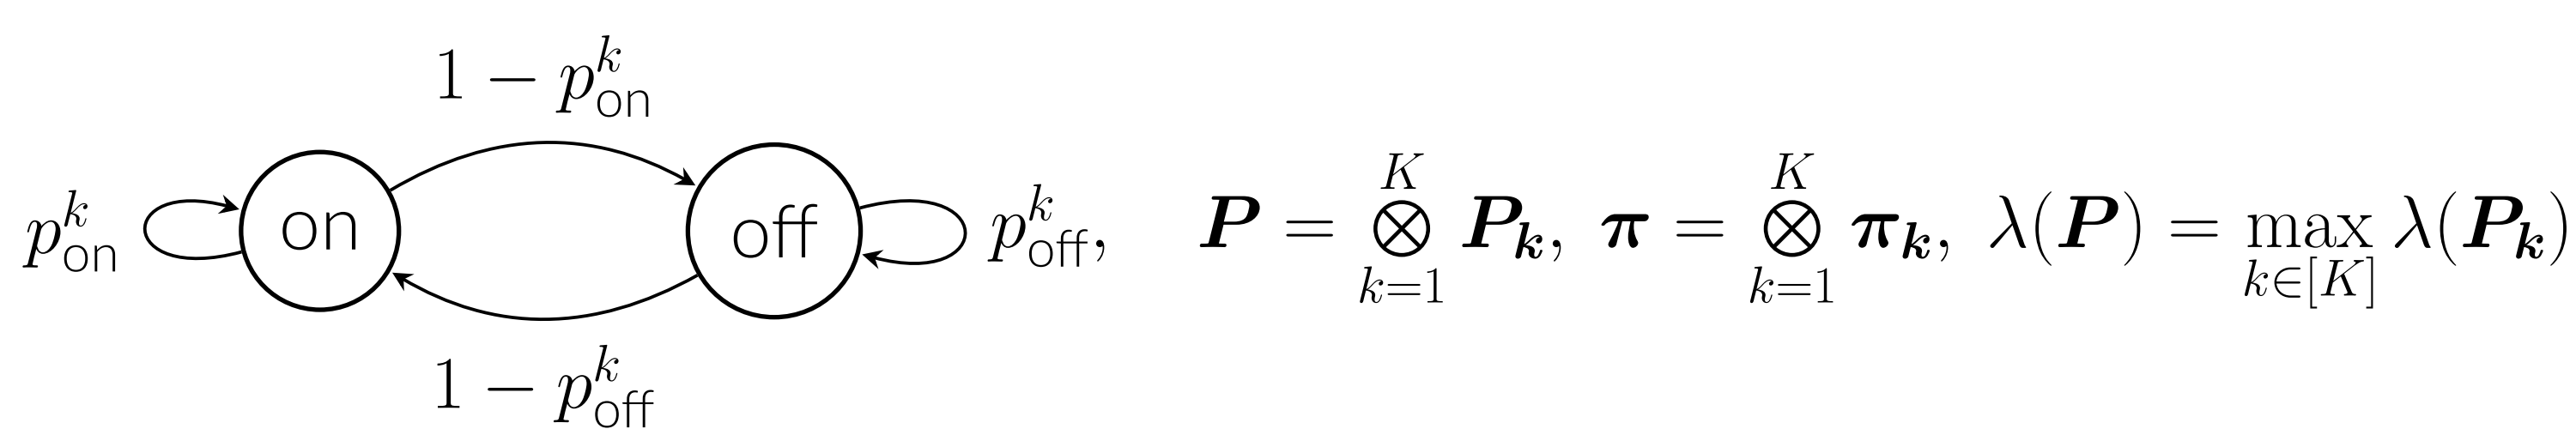 1 − p^k_on
p^k_on on off p^k_off, P = ⊗_{k=1}^{K} P_k, π = ⊗_{k=1}^{K} π_k, λ(P) = max_{k∈[K]} λ(P_k)
1 − p^k_off